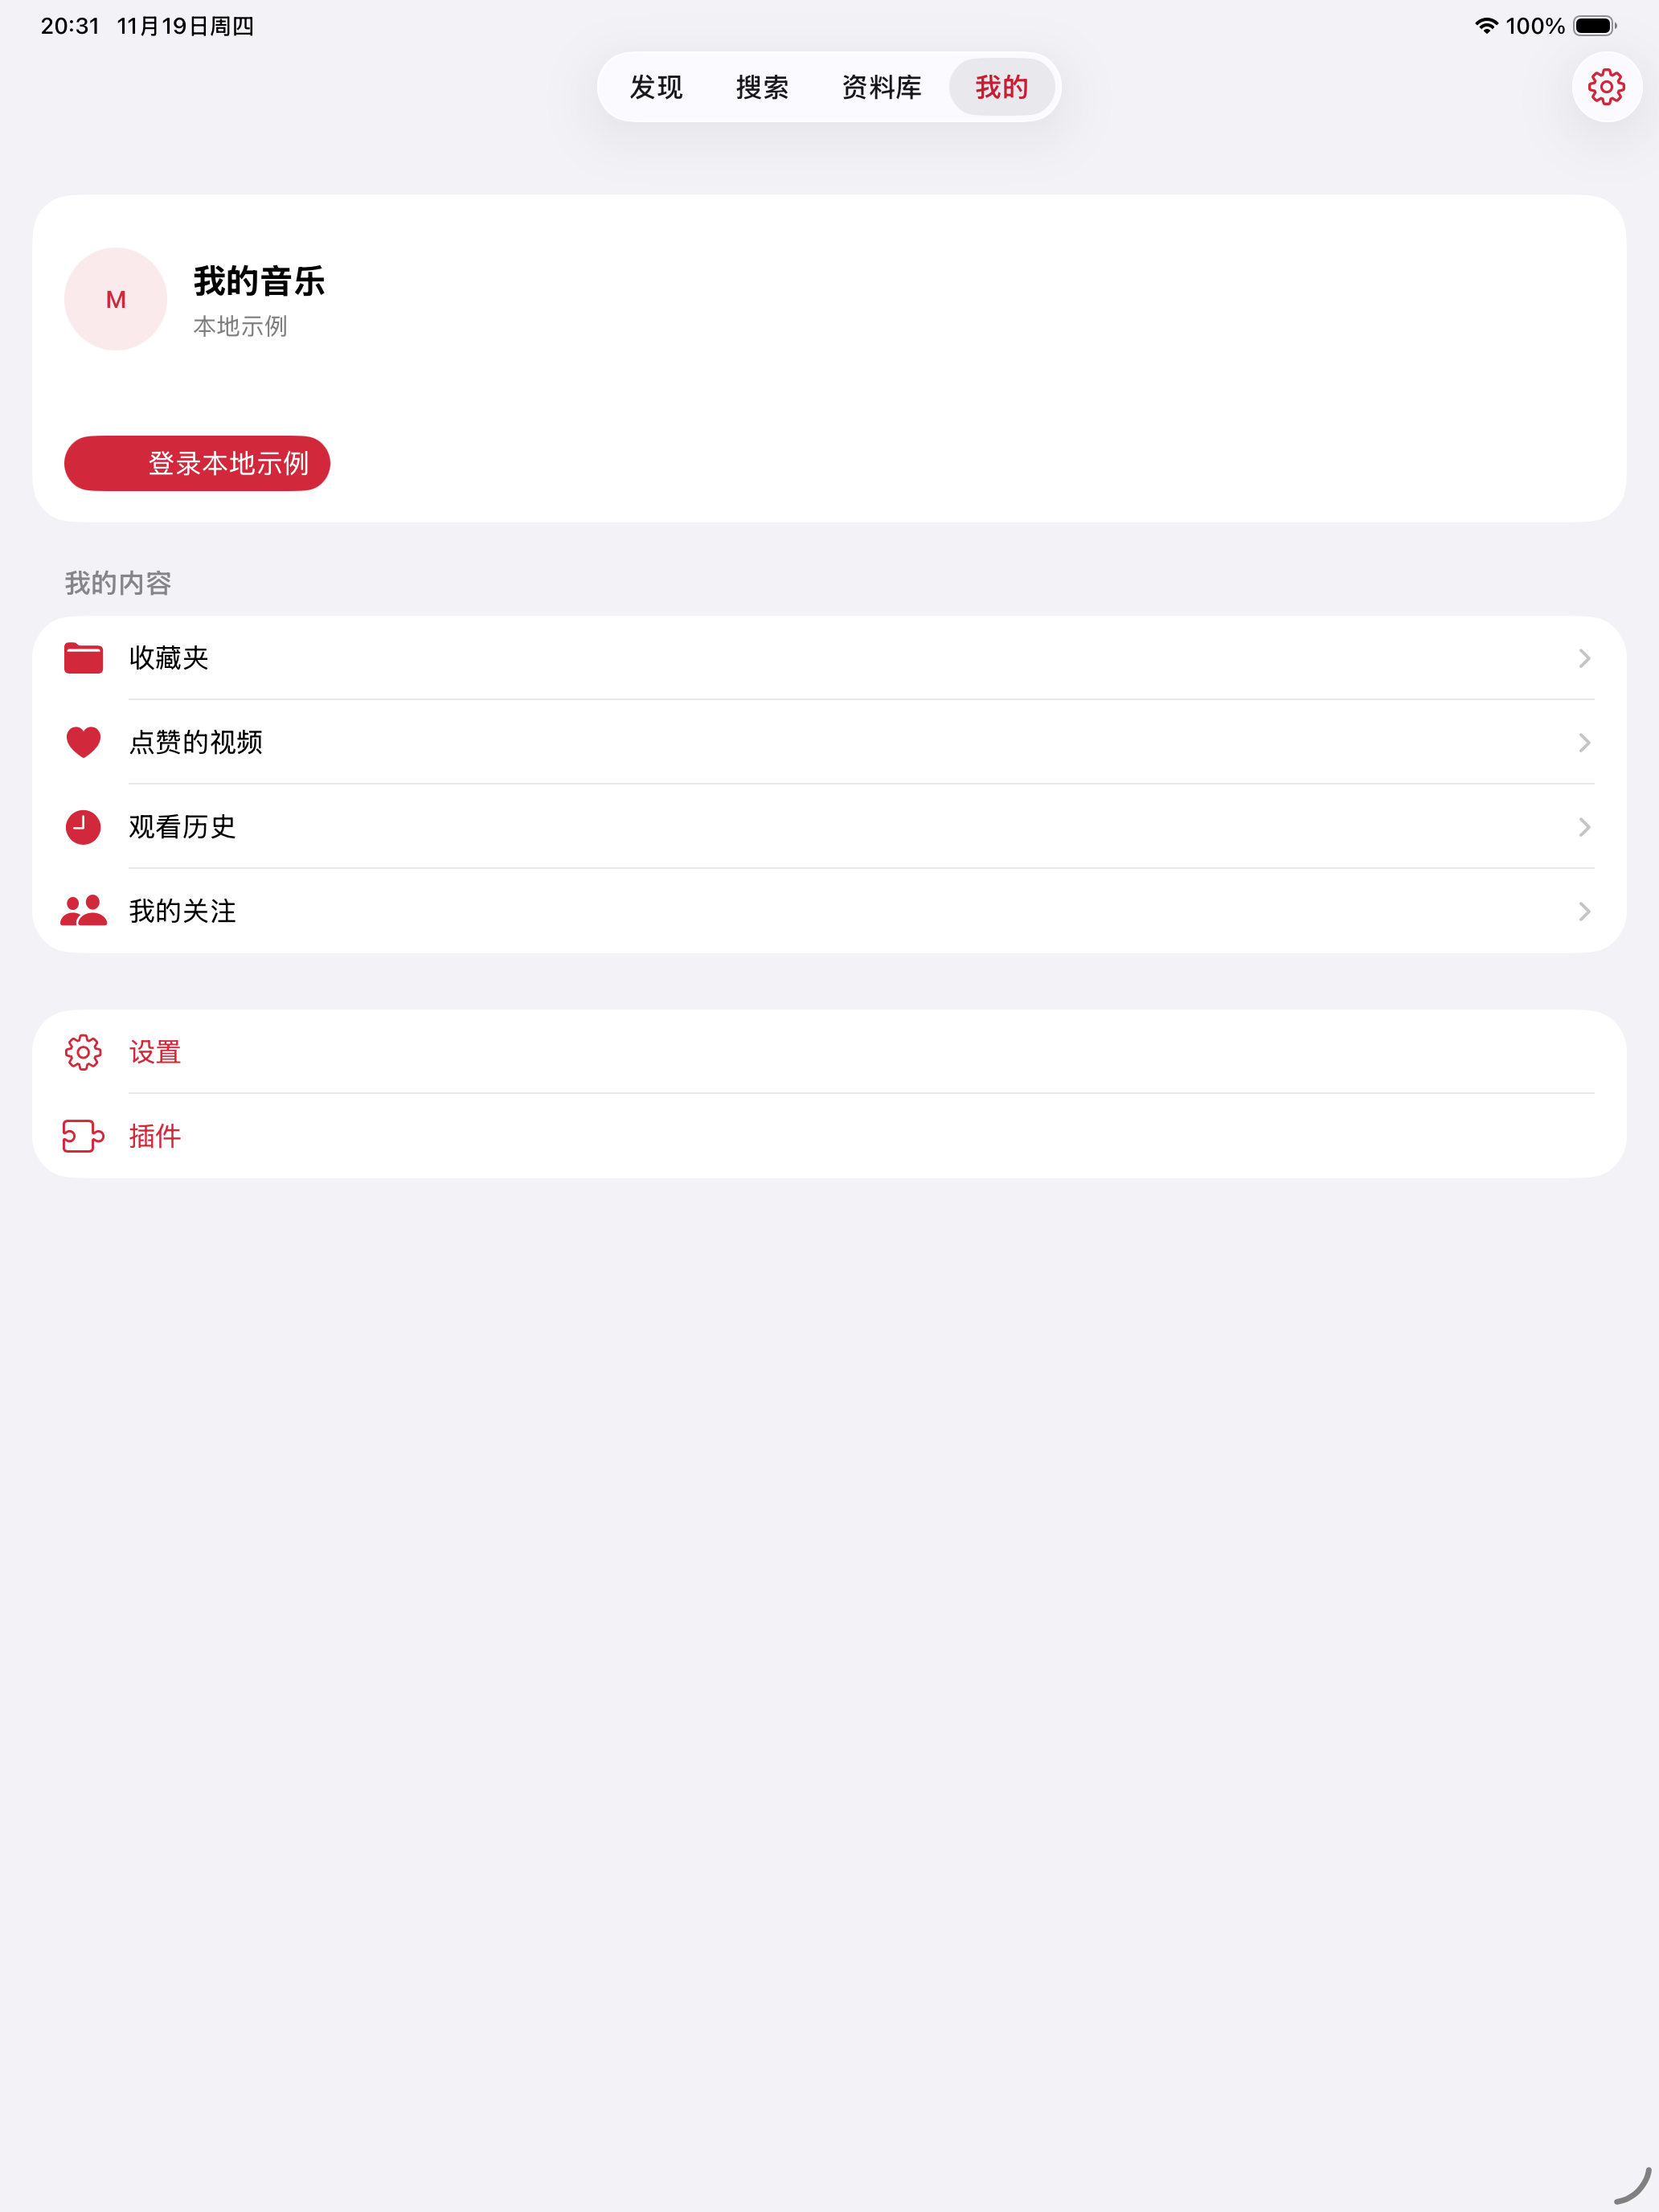 20:31 11月19日周四
100%
发现 搜索 资料库 我的
M
我的音乐
本地示例
登录本地示例
我的内容
收藏夹
点赞的视频
观看历史
我的关注
设置
插件